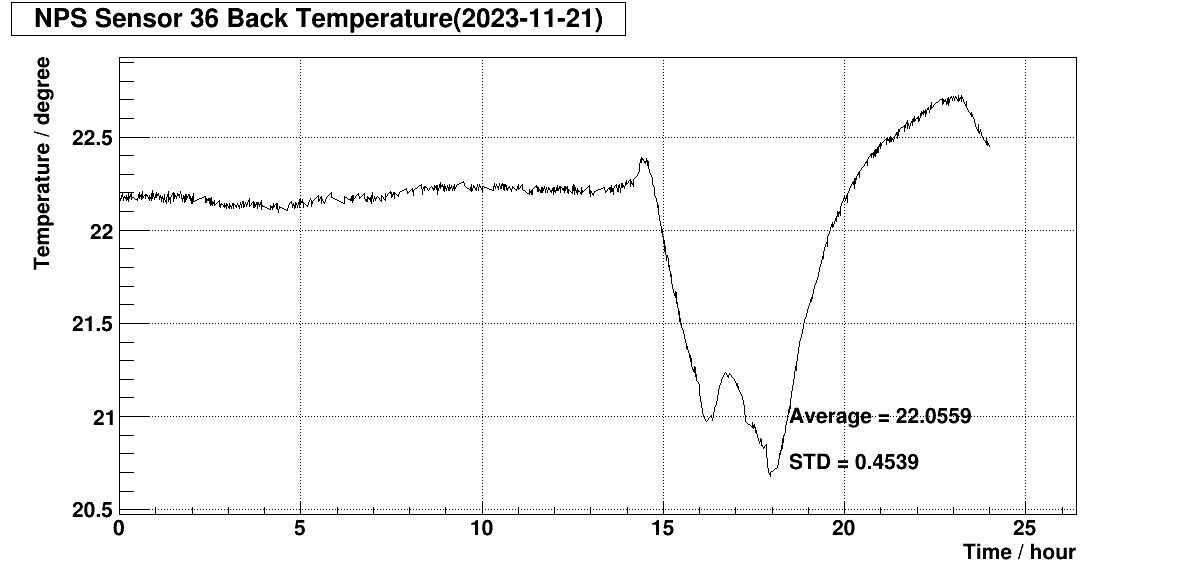 NPS Sensor 36 Back Temperature(2023-11-21)
Temperature / degree
22.5
22
21.5
21
20.5
Average = 22.0559
STD = 0.4539
0 5 10 15 20 25
Time / hour